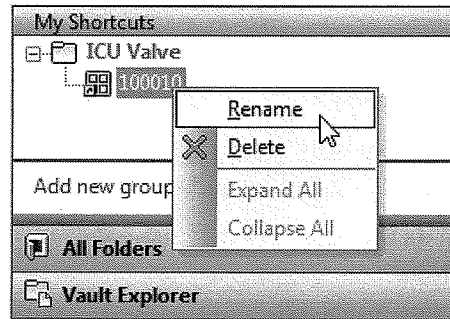 My Shortcuts
ICU Valve
100010
Rename
Delete
Add new group
Expand All
Collapse All
All Folders
Vault Explorer